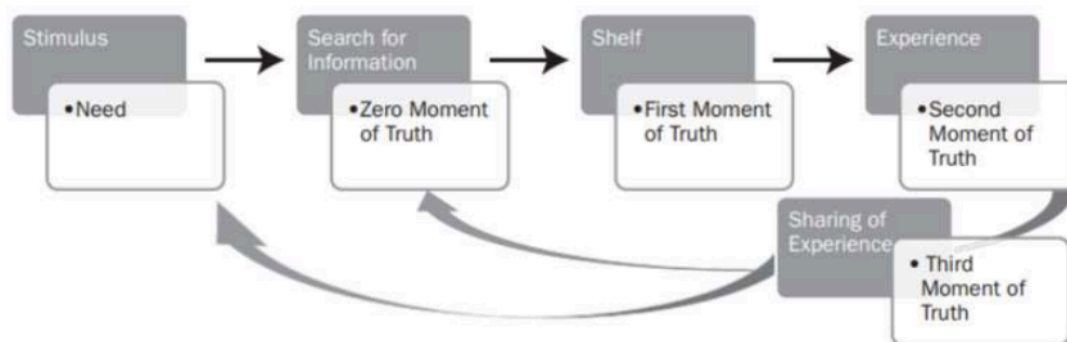 Stimulus
•Need
Search for
Information
•Zero Moment
of Truth
Shelf
•First Moment
of Truth
Experience
•Second
Moment of
Truth
Sharing of
Experience
• Third
Moment of
Truth